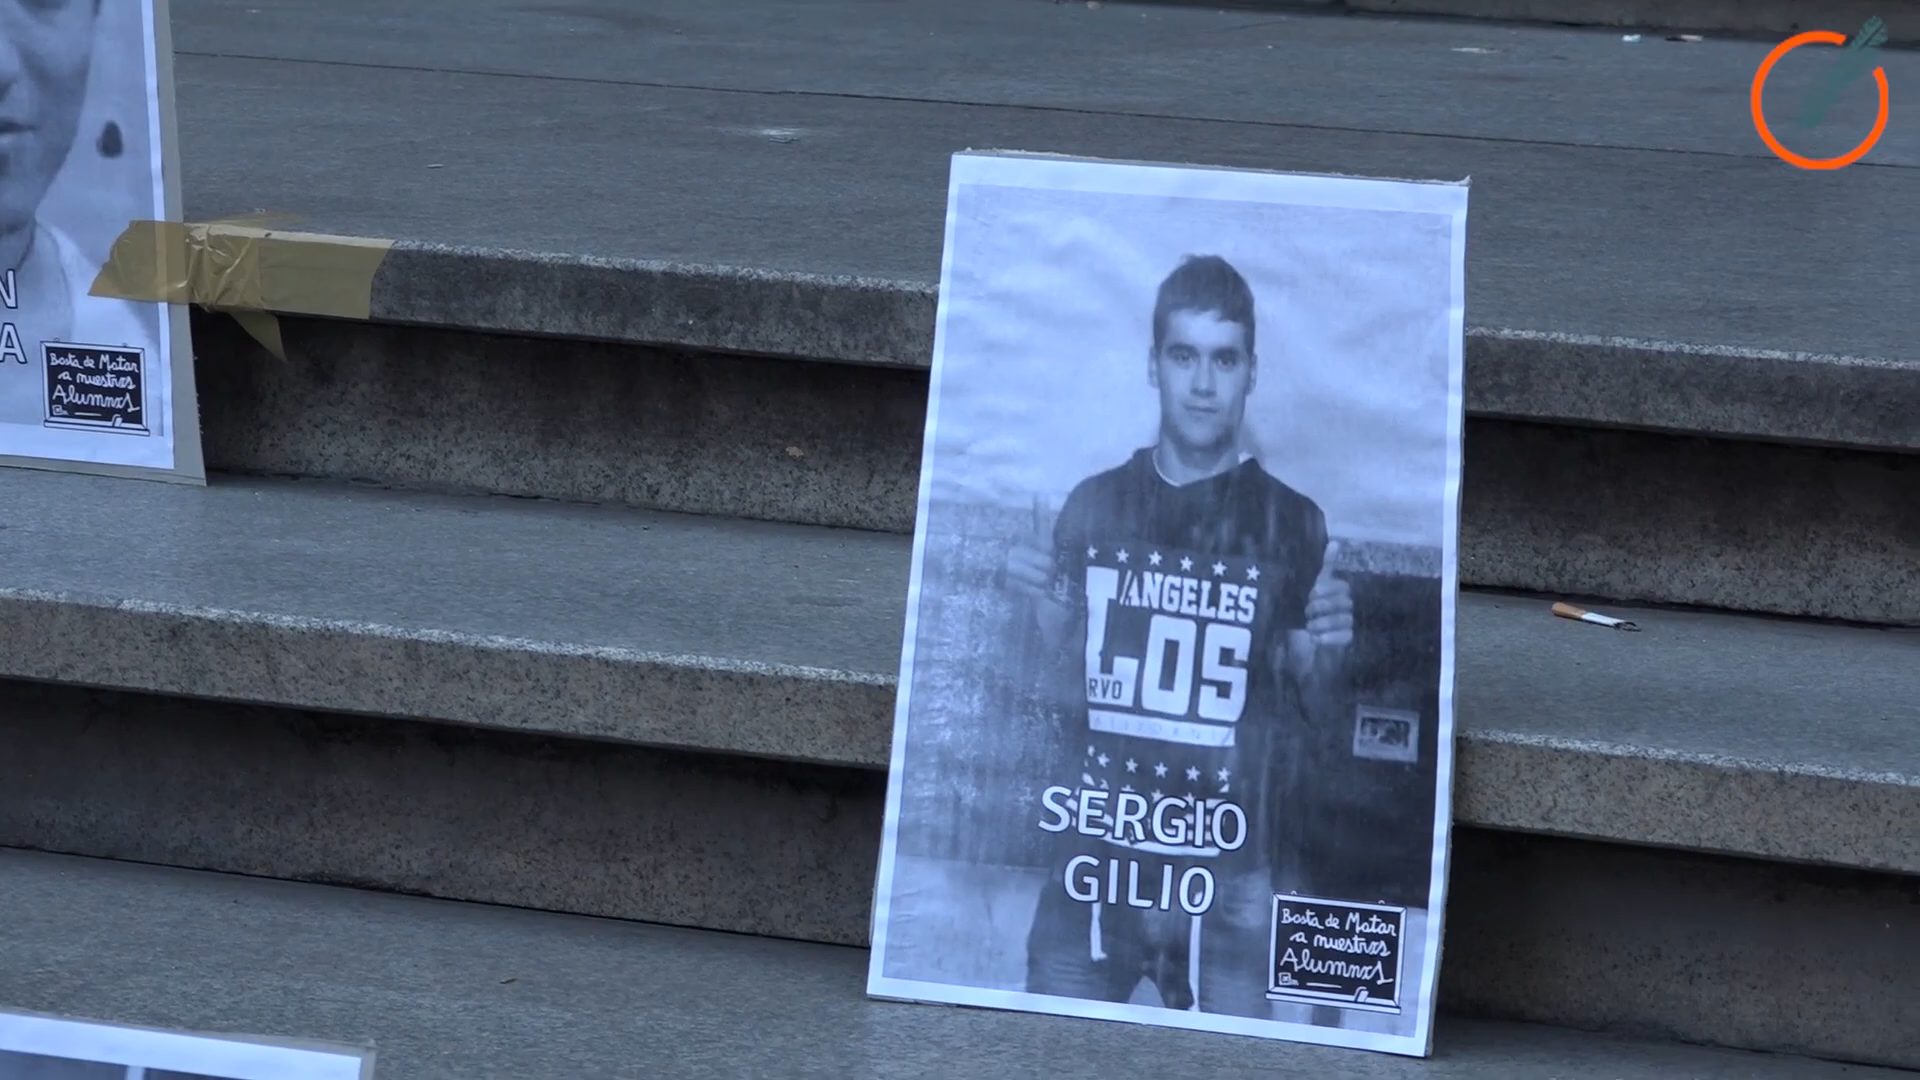 N
A
Basta de Matar
a nuestrxs
Alumnxs
ANGELES
LOS
RVO
SERGIO
GILIO
Basta de Matar
a nuestrxs
Alumnxs